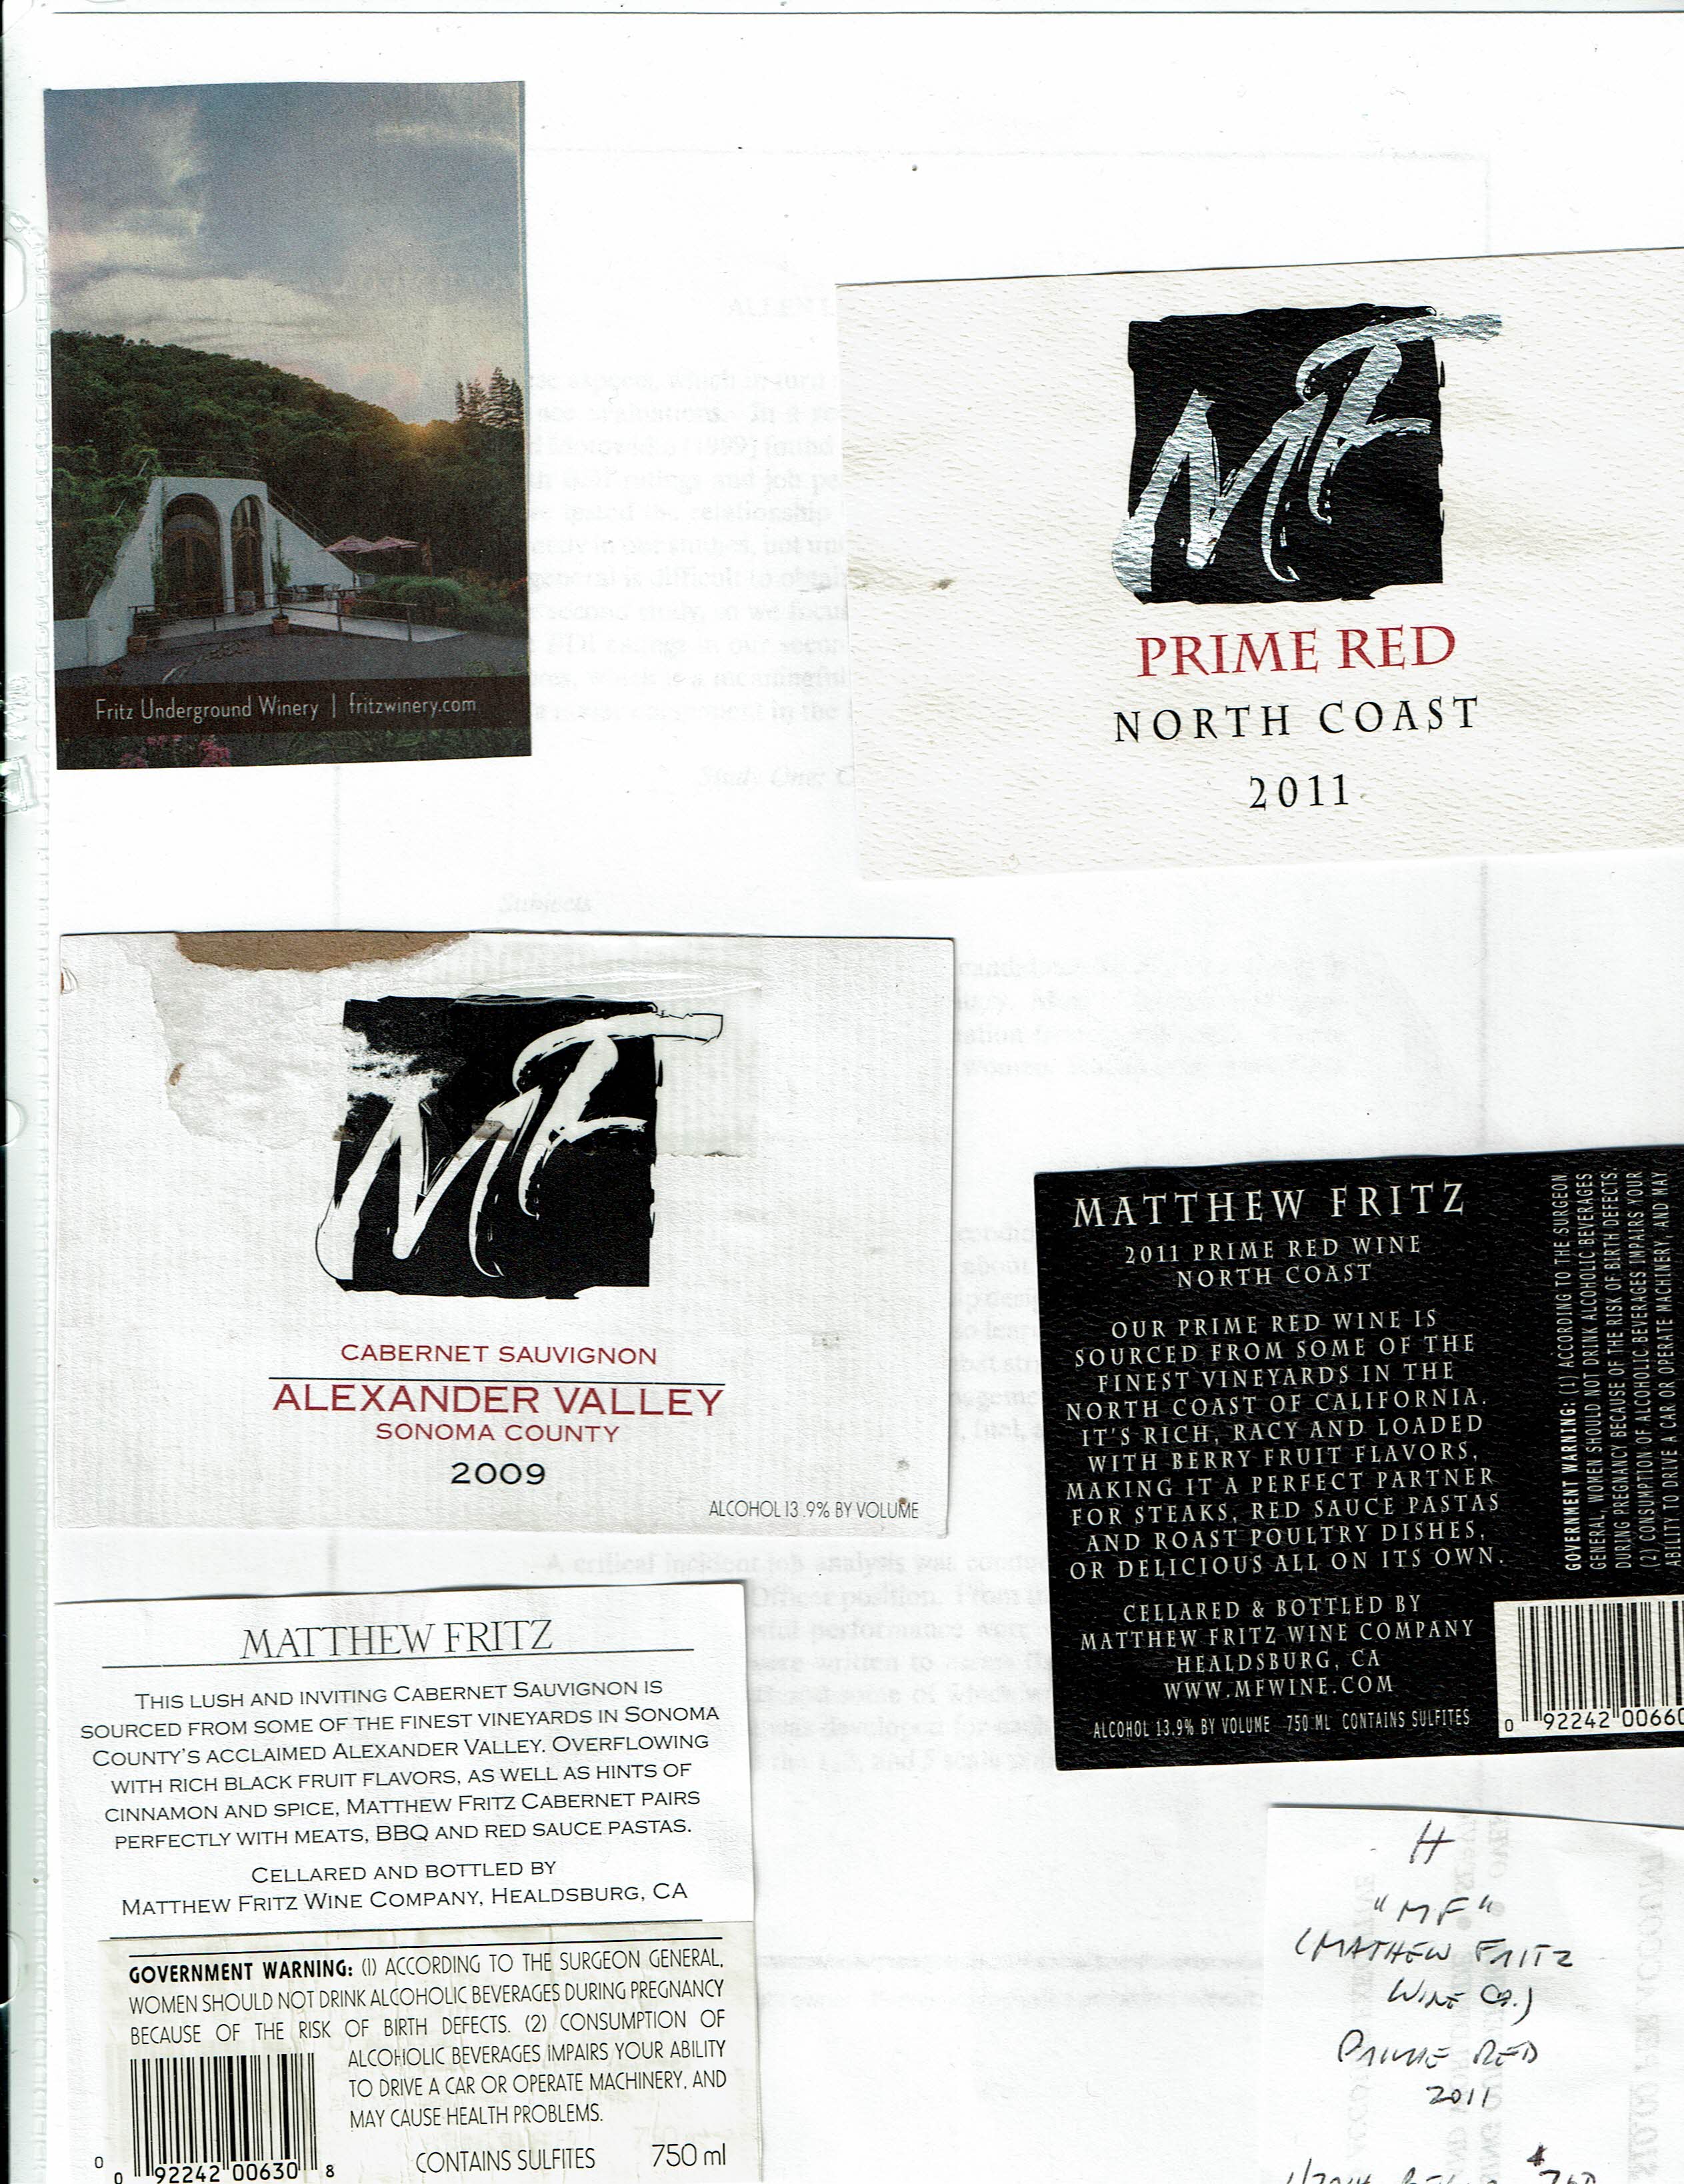 Fritz Underground Winery | fritzwinery.com
MF
PRIME RED
NORTH COAST
2011
MF
CABERNET SAUVIGNON
ALEXANDER VALLEY
SONOMA COUNTY
2009
ALCOHOL 13.9% BY VOLUME
MATTHEW FRITZ
2011 PRIME RED WINE
NORTH COAST
OUR PRIME RED WINE IS
SOURCED FROM SOME OF THE
FINEST VINEYARDS IN THE
NORTH COAST OF CALIFORNIA.
IT'S RICH, RACY AND LOADED
WITH BERRY FRUIT FLAVORS,
MAKING IT A PERFECT PARTNER
FOR STEAKS, RED SAUCE PASTAS
AND ROAST POULTRY DISHES,
OR DELICIOUS ALL ON ITS OWN.
CELLARED & BOTTLED BY
MATTHEW FRITZ WINE COMPANY
HEALDSBURG, CA
WWW.MFWINE.COM
ALCOHOL 13.9% BY VOLUME 750 ML CONTAINS SULFITES
GOVERNMENT WARNING: (1) ACCORDING TO THE SURGEON
GENERAL, WOMEN SHOULD NOT DRINK ALCOHOLIC BEVERAGES
DURING PREGNANCY BECAUSE OF THE RISK OF BIRTH DEFECTS.
(2) CONSUMPTION OF ALCOHOLIC BEVERAGES IMPAIRS YOUR
ABILITY TO DRIVE A CAR OR OPERATE MACHINERY, AND MAY
0 92242 00660
MATTHEW FRITZ
THIS LUSH AND INVITING CABERNET SAUVIGNON IS
SOURCED FROM SOME OF THE FINEST VINEYARDS IN SONOMA
COUNTY'S ACCLAIMED ALEXANDER VALLEY. OVERFLOWING
WITH RICH BLACK FRUIT FLAVORS, AS WELL AS HINTS OF
CINNAMON AND SPICE, MATTHEW FRITZ CABERNET PAIRS
PERFECTLY WITH MEATS, BBQ AND RED SAUCE PASTAS.
CELLARED AND BOTTLED BY
MATTHEW FRITZ WINE COMPANY, HEALDSBURG, CA
GOVERNMENT WARNING: (1) ACCORDING TO THE SURGEON GENERAL,
WOMEN SHOULD NOT DRINK ALCOHOLIC BEVERAGES DURING PREGNANCY
BECAUSE OF THE RISK OF BIRTH DEFECTS. (2) CONSUMPTION OF
ALCOHOLIC BEVERAGES IMPAIRS YOUR ABILITY
TO DRIVE A CAR OR OPERATE MACHINERY, AND
MAY CAUSE HEALTH PROBLEMS.
CONTAINS SULFITES 750 ml
0 92242 00630 8
H
"MF"
(MATHEW FRITZ
WINE CO.)
PRIME RED
2011